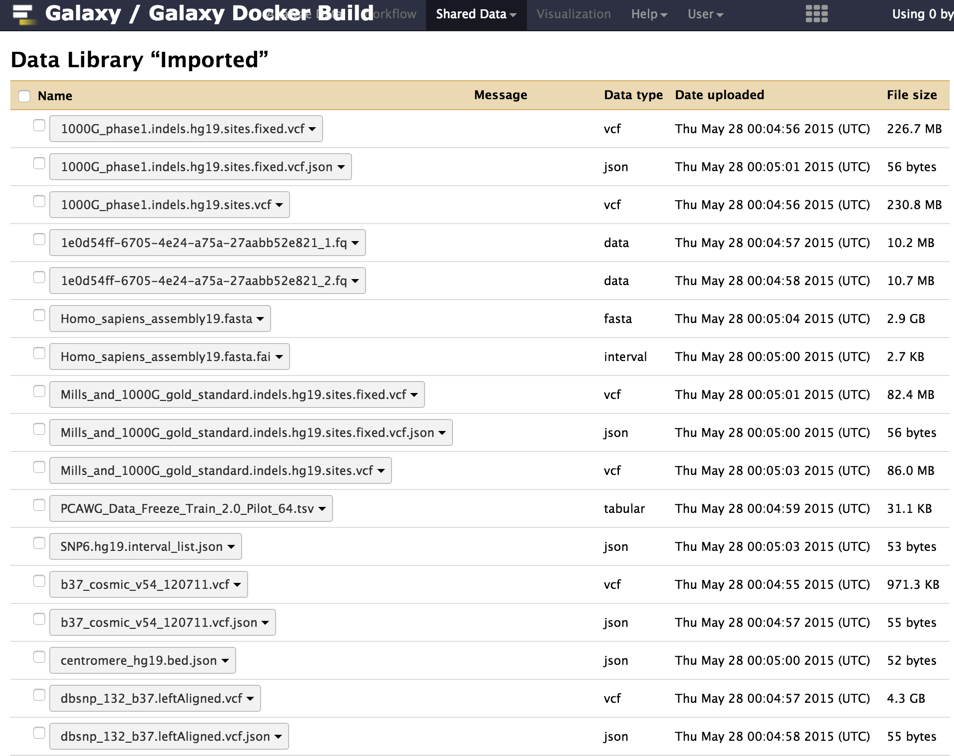 Galaxy / Galaxy Docker Build Workflow Shared Data Visualization Help User Using 0 by
Data Library “Imported”
Name Message Data type Date uploaded File size
1000G_phase1.indels.hg19.sites.fixed.vcf vcf Thu May 28 00:04:56 2015 (UTC) 226.7 MB
1000G_phase1.indels.hg19.sites.fixed.vcf.json json Thu May 28 00:05:01 2015 (UTC) 56 bytes
1000G_phase1.indels.hg19.sites.vcf vcf Thu May 28 00:04:56 2015 (UTC) 230.8 MB
1e0d54ff-6705-4e24-a75a-27aabb52e821_1.fq data Thu May 28 00:04:57 2015 (UTC) 10.2 MB
1e0d54ff-6705-4e24-a75a-27aabb52e821_2.fq data Thu May 28 00:04:58 2015 (UTC) 10.7 MB
Homo_sapiens_assembly19.fasta fasta Thu May 28 00:05:04 2015 (UTC) 2.9 GB
Homo_sapiens_assembly19.fasta.fai interval Thu May 28 00:05:00 2015 (UTC) 2.7 KB
Mills_and_1000G_gold_standard.indels.hg19.sites.fixed.vcf vcf Thu May 28 00:05:01 2015 (UTC) 82.4 MB
Mills_and_1000G_gold_standard.indels.hg19.sites.fixed.vcf.json json Thu May 28 00:05:00 2015 (UTC) 56 bytes
Mills_and_1000G_gold_standard.indels.hg19.sites.vcf vcf Thu May 28 00:05:03 2015 (UTC) 86.0 MB
PCAWG_Data_Freeze_Train_2.0_Pilot_64.tsv tabular Thu May 28 00:04:59 2015 (UTC) 31.1 KB
SNP6.hg19.interval_list.json json Thu May 28 00:05:03 2015 (UTC) 53 bytes
b37_cosmic_v54_120711.vcf vcf Thu May 28 00:04:55 2015 (UTC) 971.3 KB
b37_cosmic_v54_120711.vcf.json json Thu May 28 00:04:57 2015 (UTC) 55 bytes
centromere_hg19.bed.json json Thu May 28 00:05:00 2015 (UTC) 52 bytes
dbsnp_132_b37.leftAligned.vcf vcf Thu May 28 00:04:57 2015 (UTC) 4.3 GB
dbsnp_132_b37.leftAligned.vcf.json json Thu May 28 00:04:58 2015 (UTC) 55 bytes